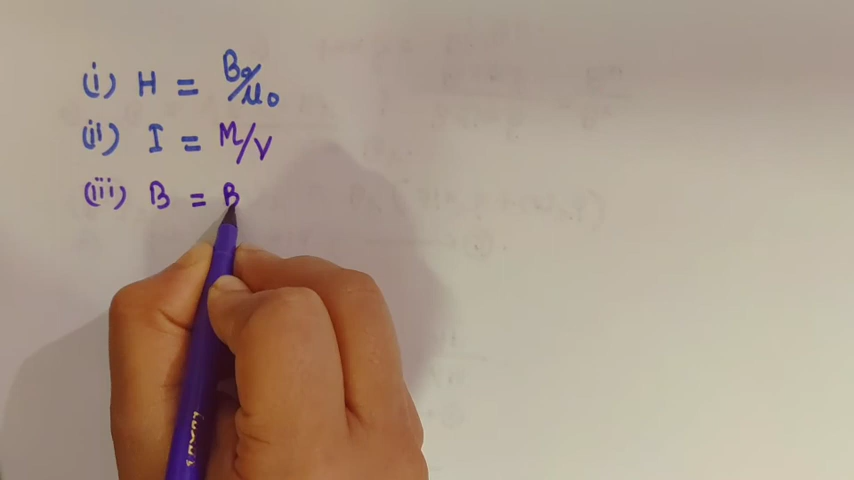 (i) H = B₀/μ₀
(ii) I = M/V
(iii) B = B